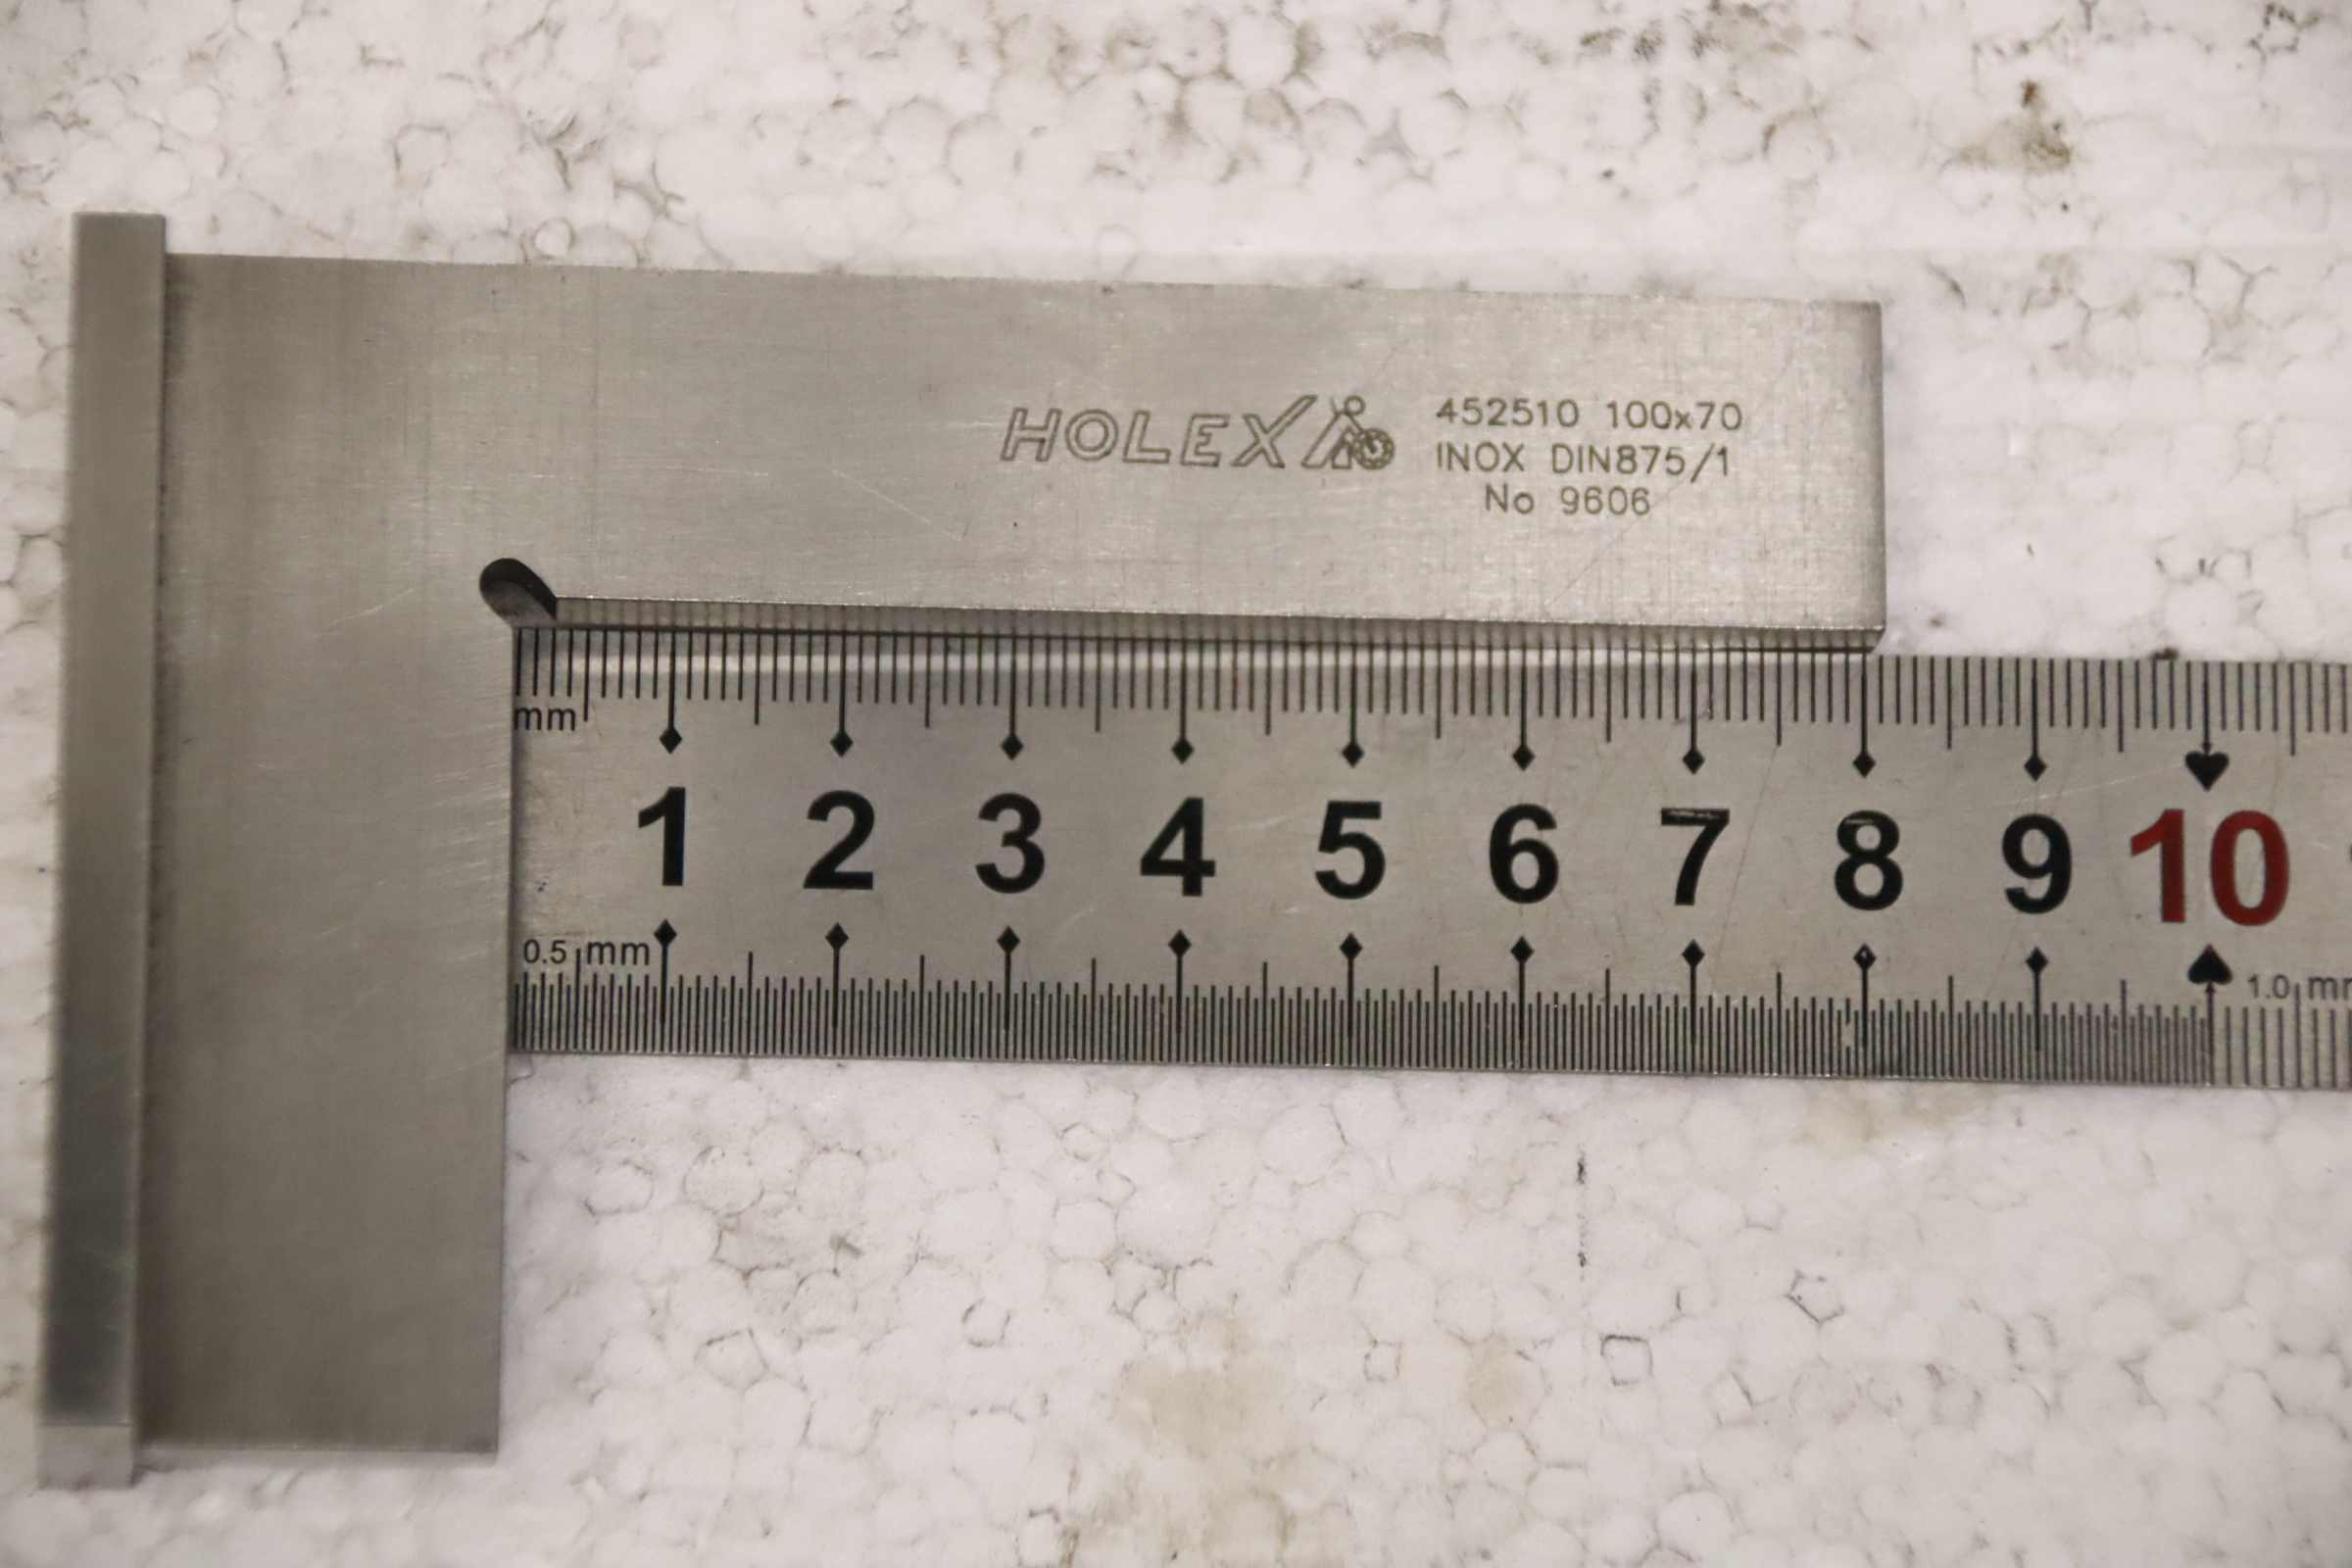 HOLEX
452510 100x70
INOX DIN875/1
No 9606
mm
1 2 3 4 5 6 7 8 9 10
0.5 mm
1.0 mm